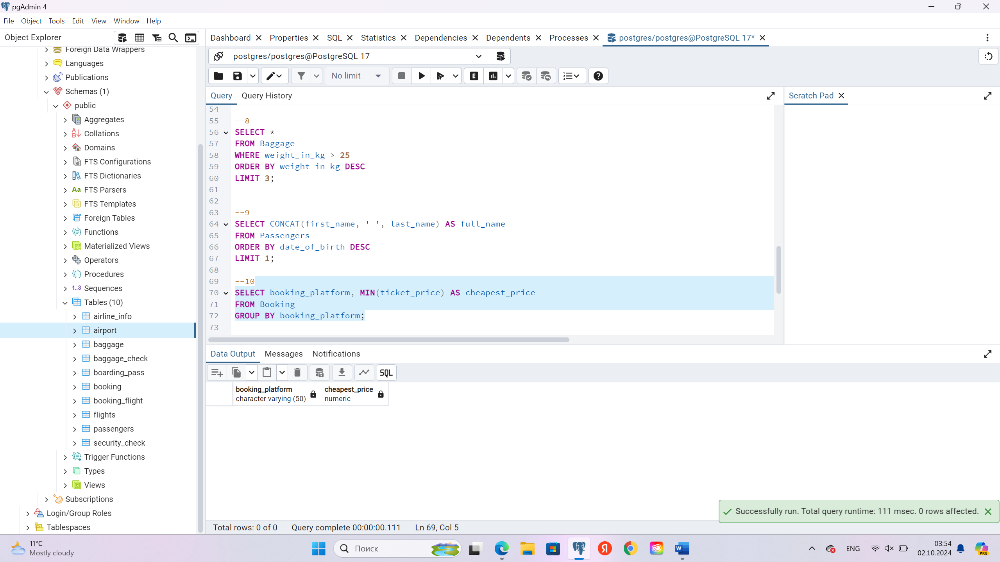 pgAdmin 4
File Object Tools Edit View Window Help
Object Explorer
Dashboard Properties SQL Statistics Dependencies Dependents Processes postgres/postgres@PostgreSQL 17*
Foreign Data Wrappers
Languages
Publications
Schemas (1)
public
Aggregates
Collations
Domains
FTS Configurations
FTS Dictionaries
Aa FTS Parsers
FTS Templates
Foreign Tables
Functions
Materialized Views
Operators
Procedures
1..3 Sequences
Tables (10)
airline_info
airport
baggage
baggage_check
boarding_pass
booking
booking_flight
flights
passengers
security_check
Trigger Functions
Types
Views
Subscriptions
Login/Group Roles
Tablespaces
postgres/postgres@PostgreSQL 17
No limit
E
Query Query History
Scratch Pad
54
55 --8
56 SELECT *
57 FROM Baggage
58 WHERE weight_in_kg > 25
59 ORDER BY weight_in_kg DESC
60 LIMIT 3;
61
62
63 --9
64 SELECT CONCAT(first_name, ' ', last_name) AS full_name
65 FROM Passengers
66 ORDER BY date_of_birth DESC
67 LIMIT 1;
68
69 --10
70 SELECT booking_platform, MIN(ticket_price) AS cheapest_price
71 FROM Booking
72 GROUP BY booking_platform;
73
Data Output Messages Notifications
SQL
booking_platform cheapest_price
character varying (50) numeric
Successfully run. Total query runtime: 111 msec. 0 rows affected.
Total rows: 0 of 0 Query complete 00:00:00.111 Ln 69, Col 5
11°C
Mostly cloudy
Поиск
Я
W
ENG
03:54
02.10.2024
PRE